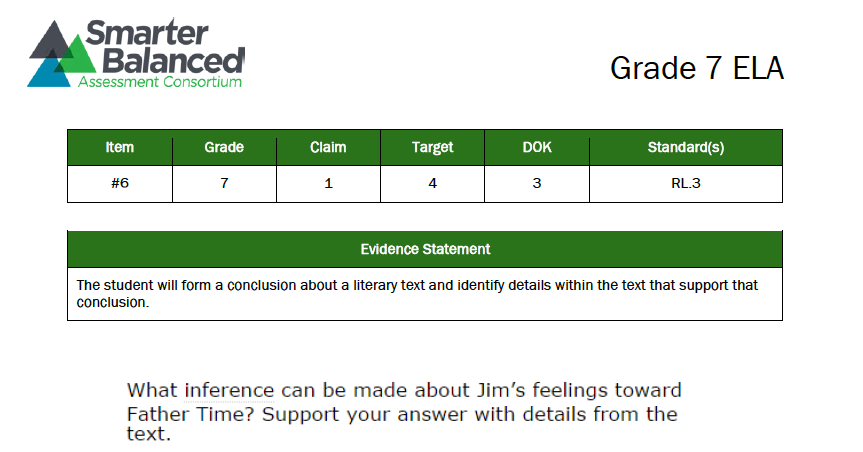 Smarter
Balanced
Assessment Consortium
Grade 7 ELA
Item Grade Claim Target DOK Standard(s)
#6 7 1 4 3 RL.3
Evidence Statement
The student will form a conclusion about a literary text and identify details within the text that support that
conclusion.
What inference can be made about Jim's feelings toward
Father Time? Support your answer with details from the
text.